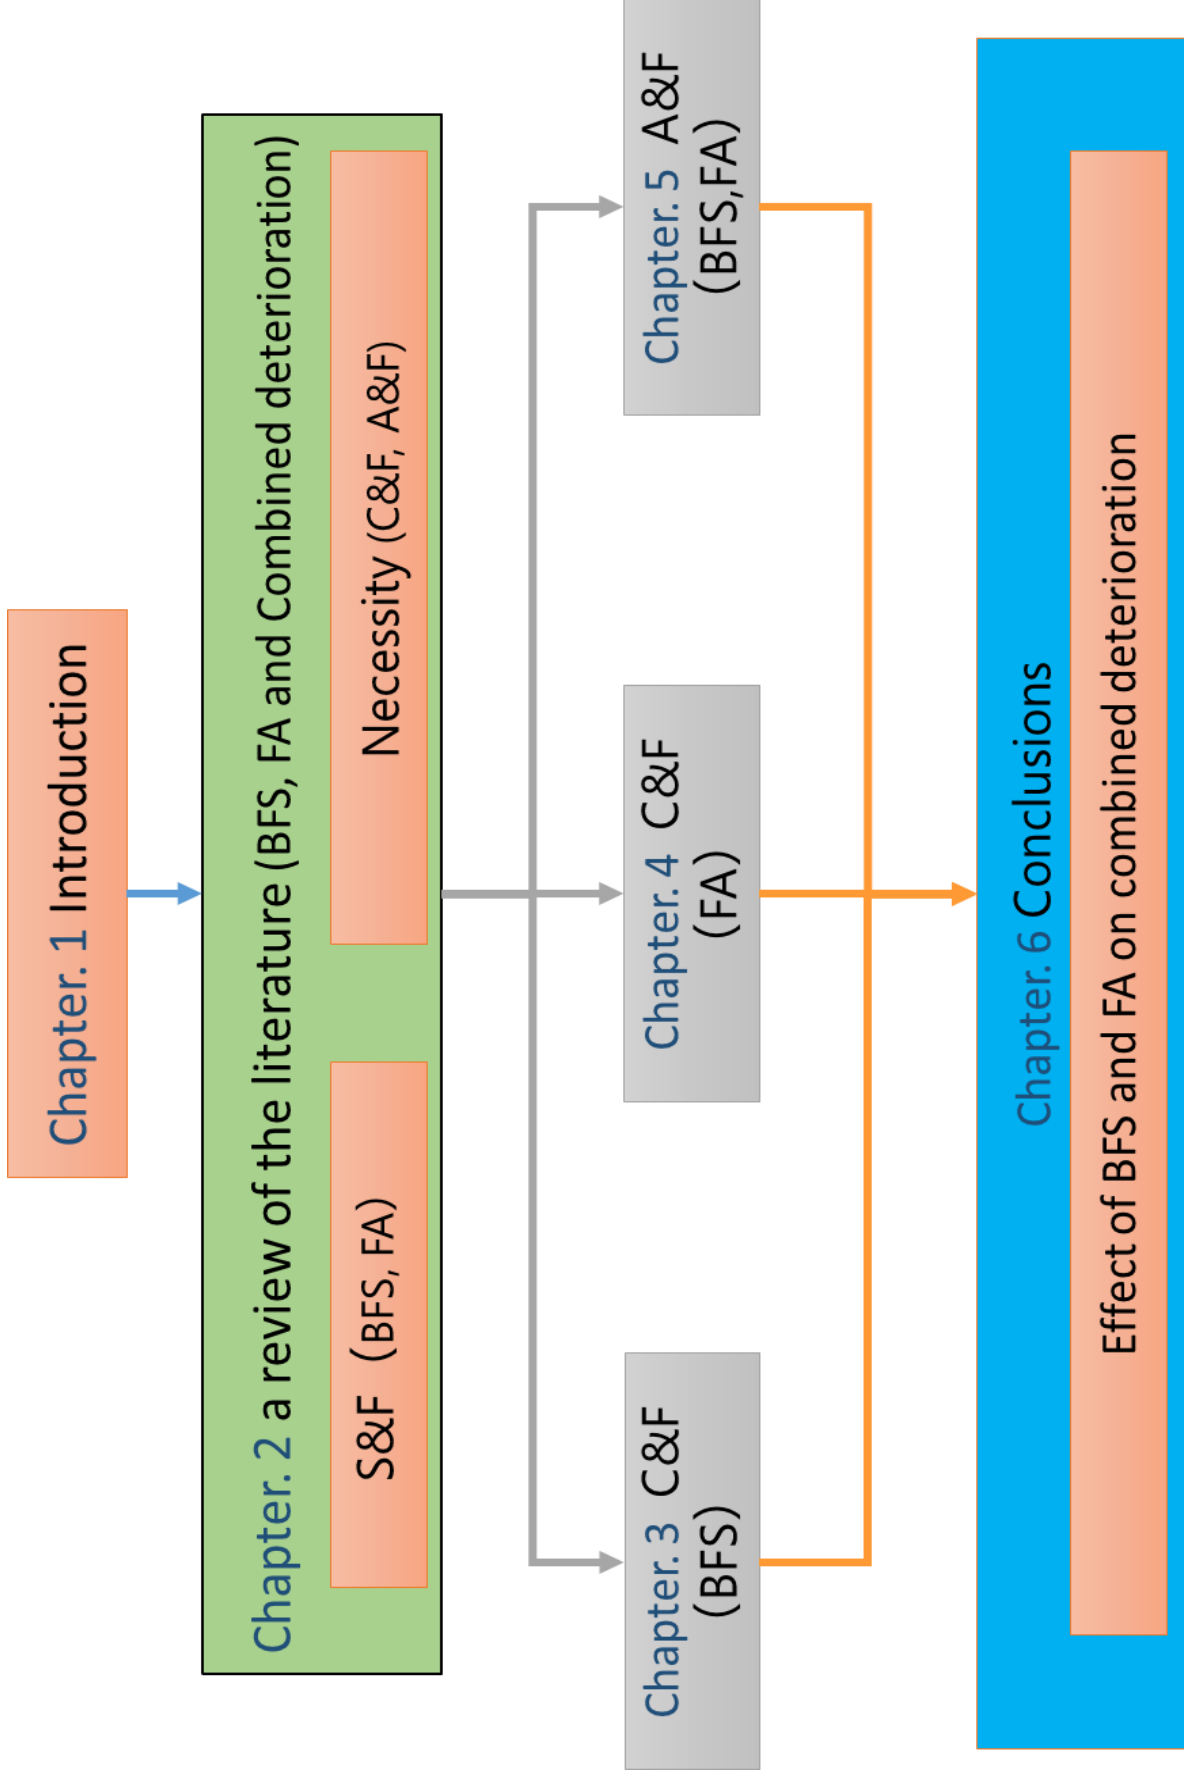 Chapter. 1 Introduction
Chapter. 2 a review of the literature (BFS, FA and Combined deterioration)
S&F (BFS, FA)
Necessity (C&F, A&F)
Chapter. 3 C&F
(BFS)
Chapter. 4 C&F
(FA)
Chapter. 5 A&F
(BFS,FA)
Chapter. 6 Conclusions
Effect of BFS and FA on combined deterioration